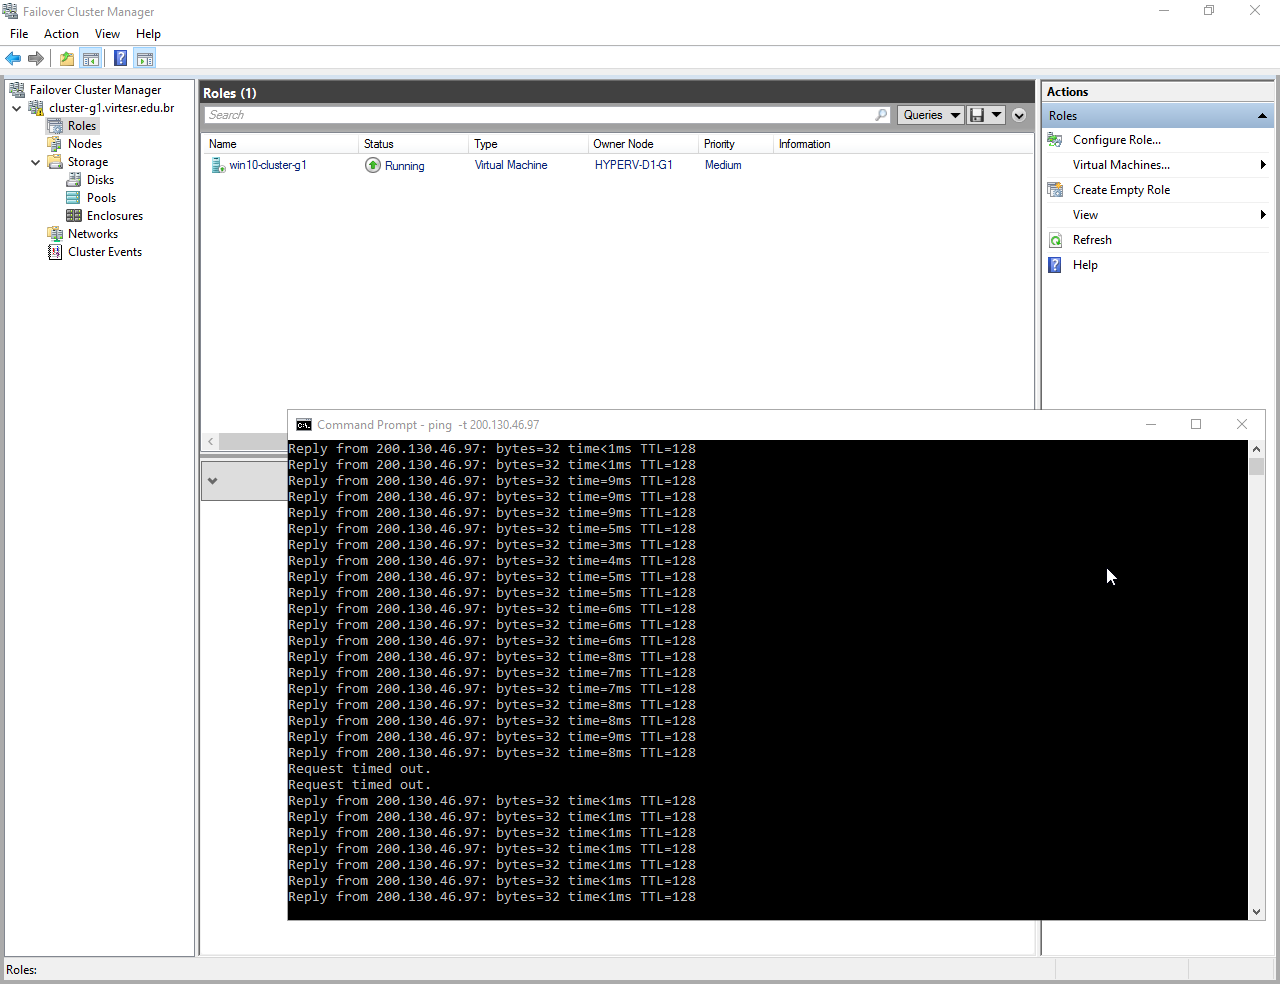 Failover Cluster Manager
File Action View Help
Failover Cluster Manager
cluster-g1.virtesr.edu.br
Roles
Nodes
Storage
Disks
Pools
Enclosures
Networks
Cluster Events
Roles (1)
Search
Queries
Name Status Type Owner Node Priority Information
win10-cluster-g1 Running Virtual Machine HYPERV-D1-G1 Medium
Actions
Roles
Configure Role...
Virtual Machines...
Create Empty Role
View
Refresh
Help
Command Prompt - ping -t 200.130.46.97
Reply from 200.130.46.97: bytes=32 time<1ms TTL=128
Reply from 200.130.46.97: bytes=32 time<1ms TTL=128
Reply from 200.130.46.97: bytes=32 time=9ms TTL=128
Reply from 200.130.46.97: bytes=32 time=9ms TTL=128
Reply from 200.130.46.97: bytes=32 time=9ms TTL=128
Reply from 200.130.46.97: bytes=32 time=5ms TTL=128
Reply from 200.130.46.97: bytes=32 time=3ms TTL=128
Reply from 200.130.46.97: bytes=32 time=4ms TTL=128
Reply from 200.130.46.97: bytes=32 time=5ms TTL=128
Reply from 200.130.46.97: bytes=32 time=5ms TTL=128
Reply from 200.130.46.97: bytes=32 time=6ms TTL=128
Reply from 200.130.46.97: bytes=32 time=6ms TTL=128
Reply from 200.130.46.97: bytes=32 time=6ms TTL=128
Reply from 200.130.46.97: bytes=32 time=8ms TTL=128
Reply from 200.130.46.97: bytes=32 time=7ms TTL=128
Reply from 200.130.46.97: bytes=32 time=7ms TTL=128
Reply from 200.130.46.97: bytes=32 time=8ms TTL=128
Reply from 200.130.46.97: bytes=32 time=8ms TTL=128
Reply from 200.130.46.97: bytes=32 time=9ms TTL=128
Reply from 200.130.46.97: bytes=32 time=8ms TTL=128
Request timed out.
Request timed out.
Reply from 200.130.46.97: bytes=32 time<1ms TTL=128
Reply from 200.130.46.97: bytes=32 time<1ms TTL=128
Reply from 200.130.46.97: bytes=32 time<1ms TTL=128
Reply from 200.130.46.97: bytes=32 time<1ms TTL=128
Reply from 200.130.46.97: bytes=32 time<1ms TTL=128
Reply from 200.130.46.97: bytes=32 time<1ms TTL=128
Reply from 200.130.46.97: bytes=32 time<1ms TTL=128
Roles: